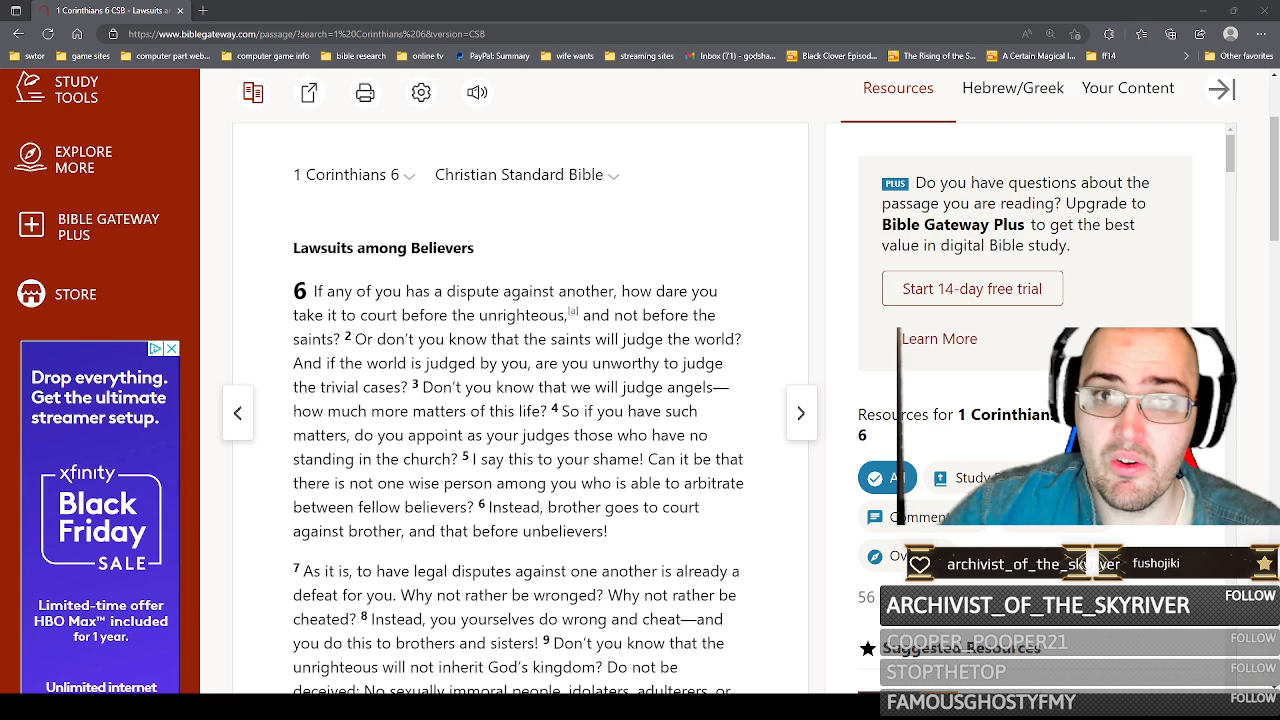 1 Corinthians 6 CSB - Lawsuits an
https://www.biblegateway.com/passage/?search=1%20Corinthians%206&version=CSB
swtor
game sites
computer part web...
computer game info
bible research
online tv
PayPal: Summary
wife wants
streaming sites
Inbox (71) - godsha...
Black Clover Episod...
The Rising of the S...
A Certain Magical I...
ff14
Other favorites
STUDY
TOOLS
EXPLORE
MORE
BIBLE GATEWAY
PLUS
STORE
Drop everything.
Get the ultimate
streamer setup.
xfinity
Black
Friday
SALE
Limited-time offer
HBO Max™ included
for 1 year.
Unlimited internet
1 Corinthians 6 Christian Standard Bible
Lawsuits among Believers
6 If any of you has a dispute against another, how dare you
take it to court before the unrighteous,[a] and not before the
saints? 2 Or don't you know that the saints will judge the world?
And if the world is judged by you, are you unworthy to judge
the trivial cases? 3 Don't you know that we will judge angels—
how much more matters of this life? 4 So if you have such
matters, do you appoint as your judges those who have no
standing in the church? 5 I say this to your shame! Can it be that
there is not one wise person among you who is able to arbitrate
between fellow believers? 6 Instead, brother goes to court
against brother, and that before unbelievers!
7 As it is, to have legal disputes against one another is already a
defeat for you. Why not rather be wronged? Why not rather be
cheated? 8 Instead, you yourselves do wrong and cheat—and
you do this to brothers and sisters! 9 Don't you know that the
unrighteous will not inherit God's kingdom? Do not be
deceived: No sexually immoral people, idolaters, adulterers, or
Resources Hebrew/Greek Your Content
PLUS Do you have questions about the
passage you are reading? Upgrade to
Bible Gateway Plus to get the best
value in digital Bible study.
Start 14-day free trial
Learn More
Resources for 1 Corinthians
6
Study
Comment
Ov
archivist_of_the_skyriver
fushojiki
56
ARCHIVIST_OF_THE_SKYRIVER FOLLOW
Suggested Resources
COOPER_POOPER21 FOLLOW
STOPTHETOP FOLLOW
FAMOUSGHOSTYFMY FOLLOW